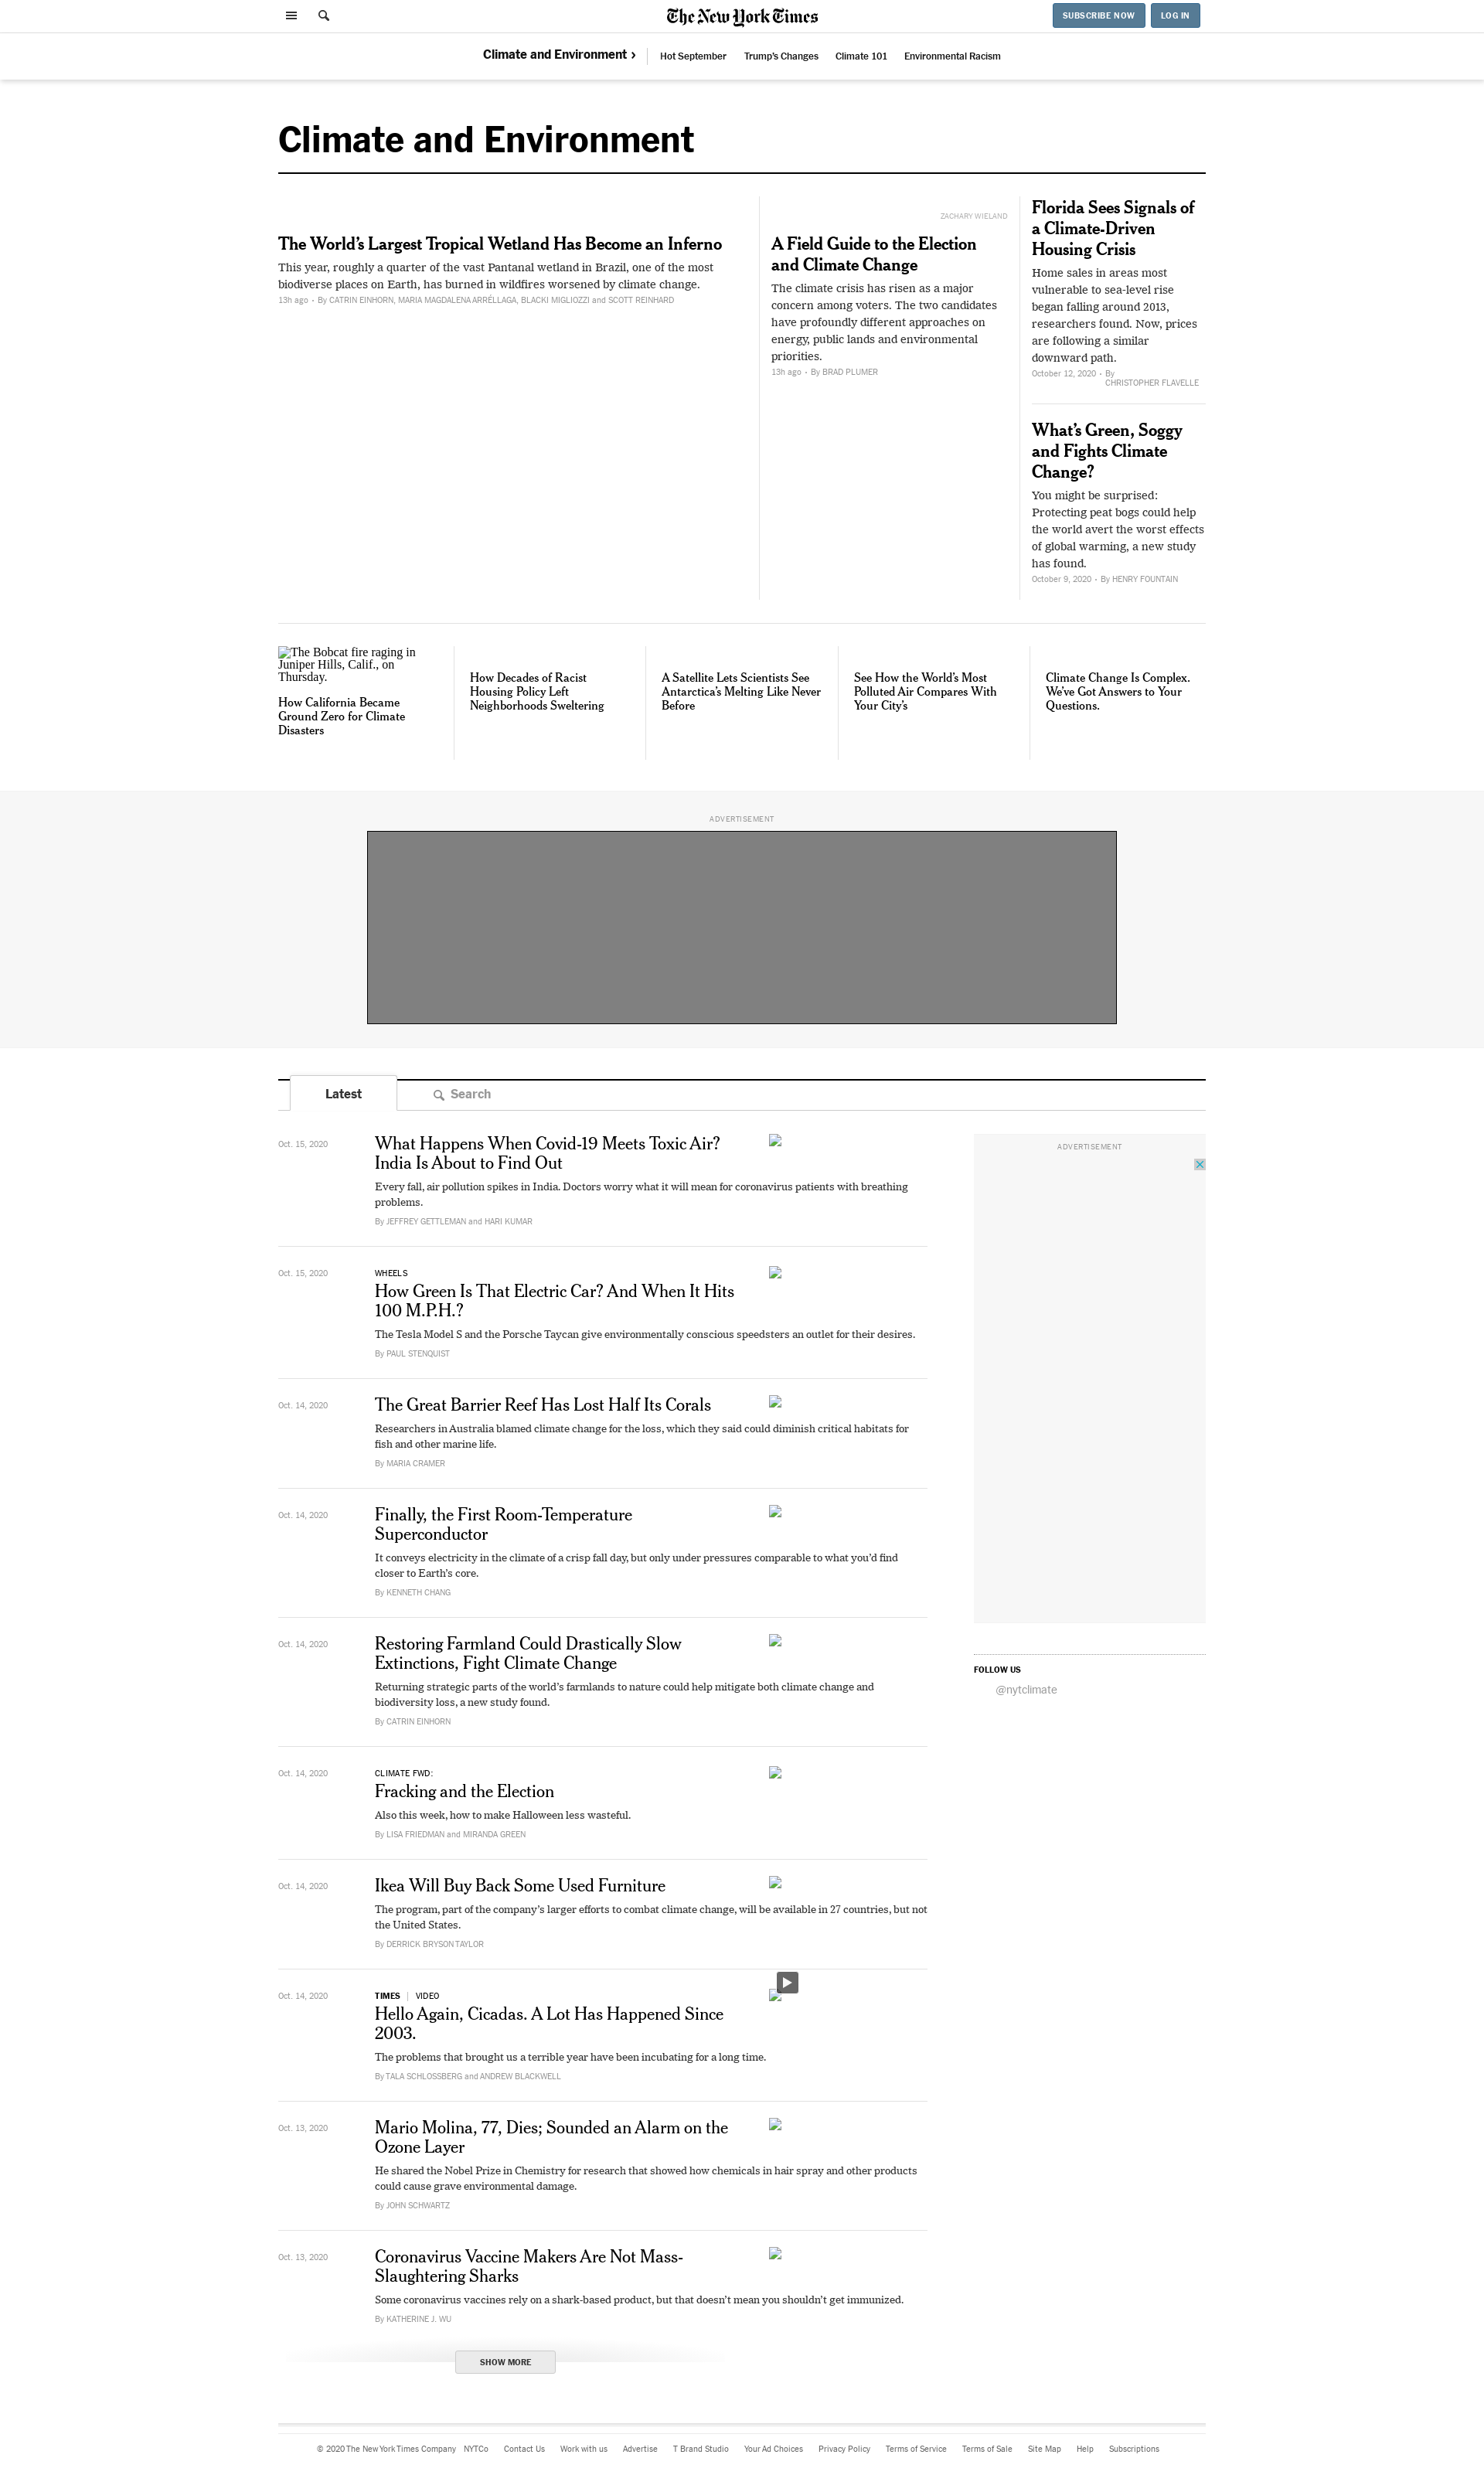 The New York Times
SUBSCRIBE NOW
LOG IN
Climate and Environment ›
Hot September
Trump's Changes
Climate 101
Environmental Racism
Climate and Environment
The World's Largest Tropical Wetland Has Become an Inferno
This year, roughly a quarter of the vast Pantanal wetland in Brazil, one of the most
biodiverse places on Earth, has burned in wildfires worsened by climate change.
13h ago • By CATRIN EINHORN, MARIA MAGDALENA ARRÉLLAGA, BLACKI MIGLIOZZI and SCOTT REINHARD
ZACHARY WIELAND
A Field Guide to the Election
and Climate Change
The climate crisis has risen as a major
concern among voters. The two candidates
have profoundly different approaches on
energy, public lands and environmental
priorities.
13h ago • By BRAD PLUMER
Florida Sees Signals of
a Climate-Driven
Housing Crisis
Home sales in areas most
vulnerable to sea-level rise
began falling around 2013,
researchers found. Now, prices
are following a similar
downward path.
October 12, 2020 • By
CHRISTOPHER FLAVELLE
What's Green, Soggy
and Fights Climate
Change?
You might be surprised:
Protecting peat bogs could help
the world avert the worst effects
of global warming, a new study
has found.
October 9, 2020 • By HENRY FOUNTAIN
The Bobcat fire raging in
Juniper Hills, Calif., on
Thursday.
How California Became
Ground Zero for Climate
Disasters
How Decades of Racist
Housing Policy Left
Neighborhoods Sweltering
A Satellite Lets Scientists See
Antarctica's Melting Like Never
Before
See How the World's Most
Polluted Air Compares With
Your City's
Climate Change Is Complex.
We've Got Answers to Your
Questions.
ADVERTISEMENT
Latest
Search
Oct. 15, 2020
What Happens When Covid-19 Meets Toxic Air?
India Is About to Find Out
Every fall, air pollution spikes in India. Doctors worry what it will mean for coronavirus patients with breathing
problems.
By JEFFREY GETTLEMAN and HARI KUMAR
ADVERTISEMENT
Oct. 15, 2020
WHEELS
How Green Is That Electric Car? And When It Hits
100 M.P.H.?
The Tesla Model S and the Porsche Taycan give environmentally conscious speedsters an outlet for their desires.
By PAUL STENQUIST
Oct. 14, 2020
The Great Barrier Reef Has Lost Half Its Corals
Researchers in Australia blamed climate change for the loss, which they said could diminish critical habitats for
fish and other marine life.
By MARIA CRAMER
Oct. 14, 2020
Finally, the First Room-Temperature
Superconductor
It conveys electricity in the climate of a crisp fall day, but only under pressures comparable to what you'd find
closer to Earth's core.
By KENNETH CHANG
Oct. 14, 2020
Restoring Farmland Could Drastically Slow
Extinctions, Fight Climate Change
Returning strategic parts of the world's farmlands to nature could help mitigate both climate change and
biodiversity loss, a new study found.
By CATRIN EINHORN
FOLLOW US
@nytclimate
Oct. 14, 2020
CLIMATE FWD:
Fracking and the Election
Also this week, how to make Halloween less wasteful.
By LISA FRIEDMAN and MIRANDA GREEN
Oct. 14, 2020
Ikea Will Buy Back Some Used Furniture
The program, part of the company's larger efforts to combat climate change, will be available in 27 countries, but not
the United States.
By DERRICK BRYSON TAYLOR
Oct. 14, 2020
TIMES | VIDEO
Hello Again, Cicadas. A Lot Has Happened Since
2003.
The problems that brought us a terrible year have been incubating for a long time.
By TALA SCHLOSSBERG and ANDREW BLACKWELL
Oct. 13, 2020
Mario Molina, 77, Dies; Sounded an Alarm on the
Ozone Layer
He shared the Nobel Prize in Chemistry for research that showed how chemicals in hair spray and other products
could cause grave environmental damage.
By JOHN SCHWARTZ
Oct. 13, 2020
Coronavirus Vaccine Makers Are Not Mass-
Slaughtering Sharks
Some coronavirus vaccines rely on a shark-based product, but that doesn't mean you shouldn't get immunized.
By KATHERINE J. WU
SHOW MORE
© 2020 The New York Times Company NYTCo Contact Us Work with us Advertise T Brand Studio Your Ad Choices Privacy Policy Terms of Service Terms of Sale Site Map Help Subscriptions